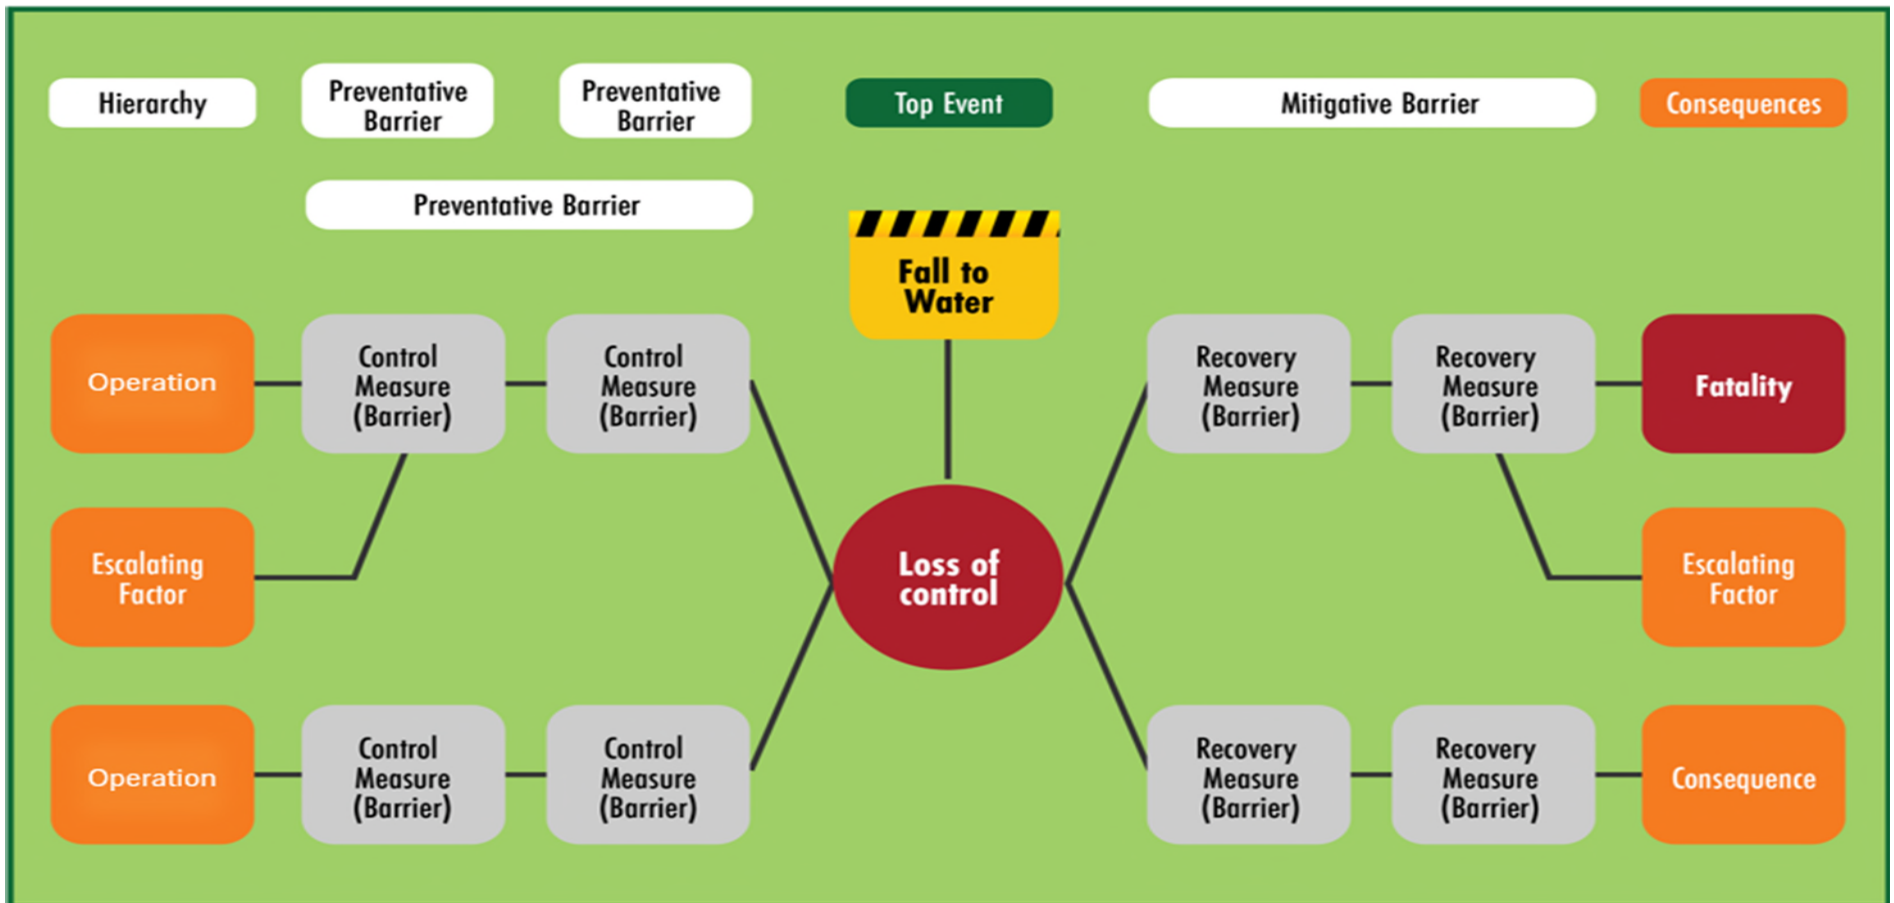 Hierarchy
Preventative
Barrier
Preventative
Barrier
Top Event
Mitigative Barrier
Consequences
Preventative Barrier
Fall to
Water
Operation
Control
Measure
(Barrier)
Control
Measure
(Barrier)
Recovery
Measure
(Barrier)
Recovery
Measure
(Barrier)
Fatality
Escalating
Factor
Loss of
control
Escalating
Factor
Operation
Control
Measure
(Barrier)
Control
Measure
(Barrier)
Recovery
Measure
(Barrier)
Recovery
Measure
(Barrier)
Consequence